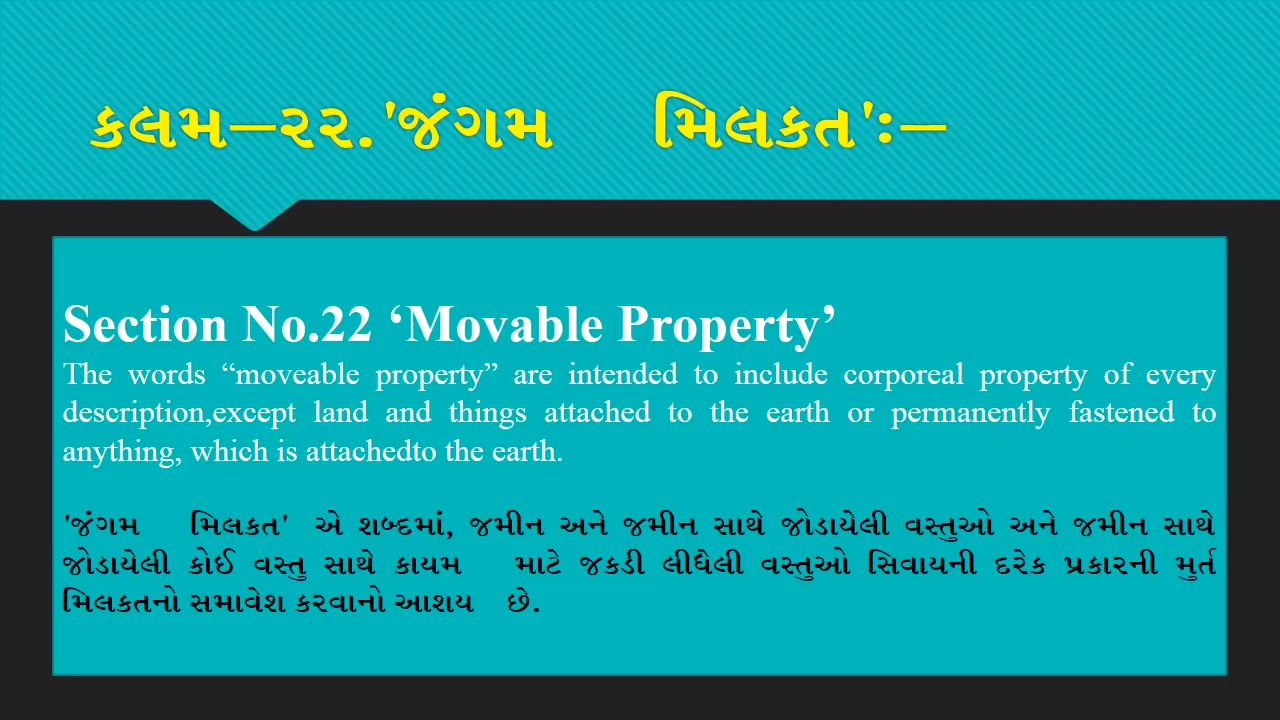 કલમ–૨૨.'જંગમ મિલકત':–
Section No.22 ‘Movable Property’
The words “moveable property” are intended to include corporeal property of every
description,except land and things attached to the earth or permanently fastened to
anything, which is attachedto the earth.
'જંગમ મિલકત' એ શબ્દમાં, જમીન અને જમીન સાથે જોડાયેલી વસ્તુઓ અને જમીન સાથે
જોડાયેલી કોઈ વસ્તુ સાથે કાયમ માટે જકડી લીધેલી વસ્તુઓ સિવાયની દરેક પ્રકારની મુર્ત
મિલકતનો સમાવેશ કરવાનો આશય છે.